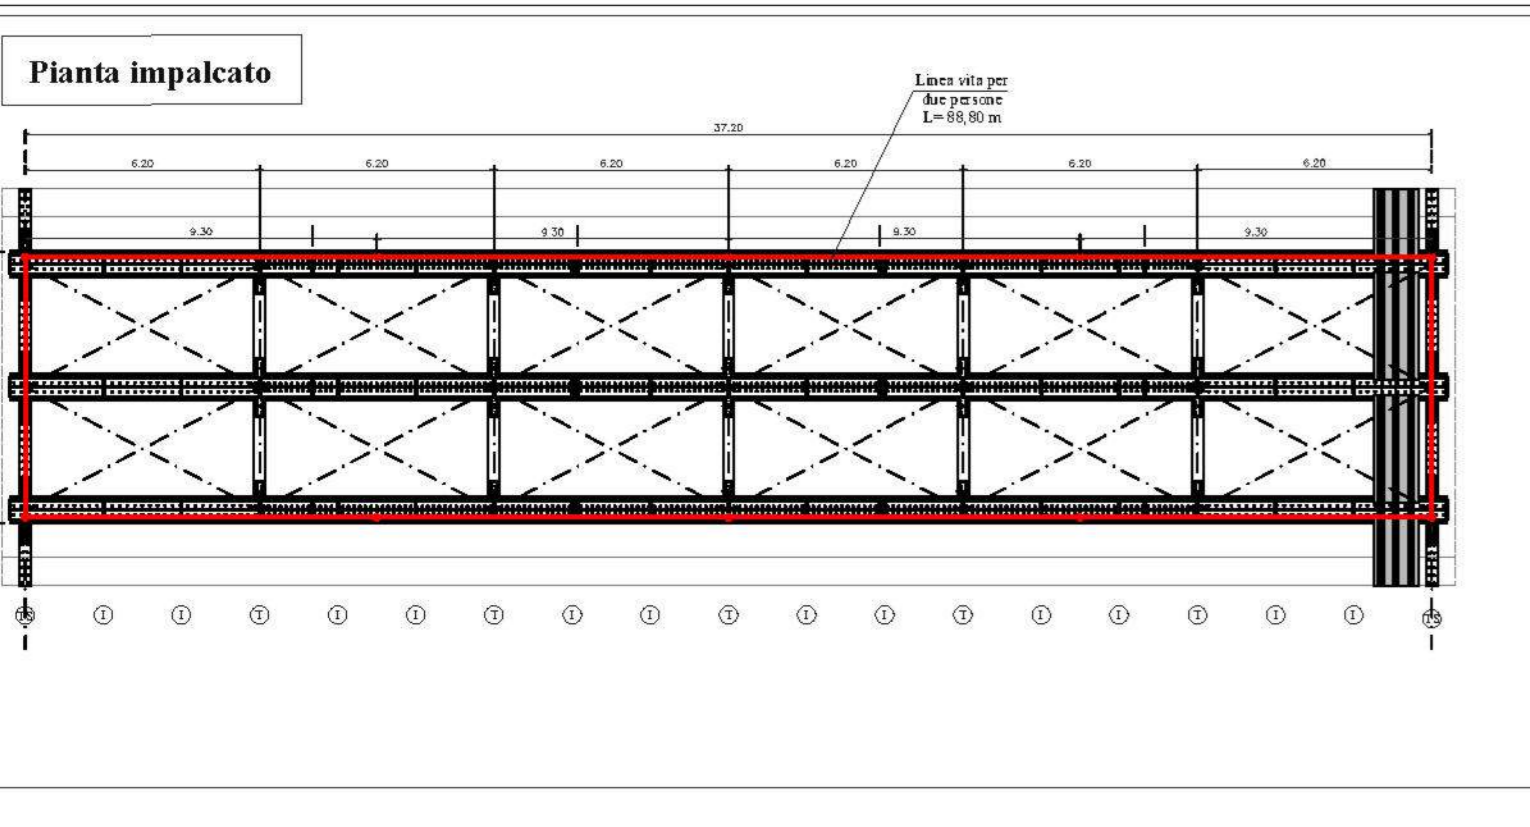 Pianta impalcato
Linea vita per
due persone
L= 88,80 m
37.20
6.20 6.20 6.20 6.20 6.20 6.20
9.30 9.30 9.30 9.30
TS I I T I I T I I T I I T I I T I I TS